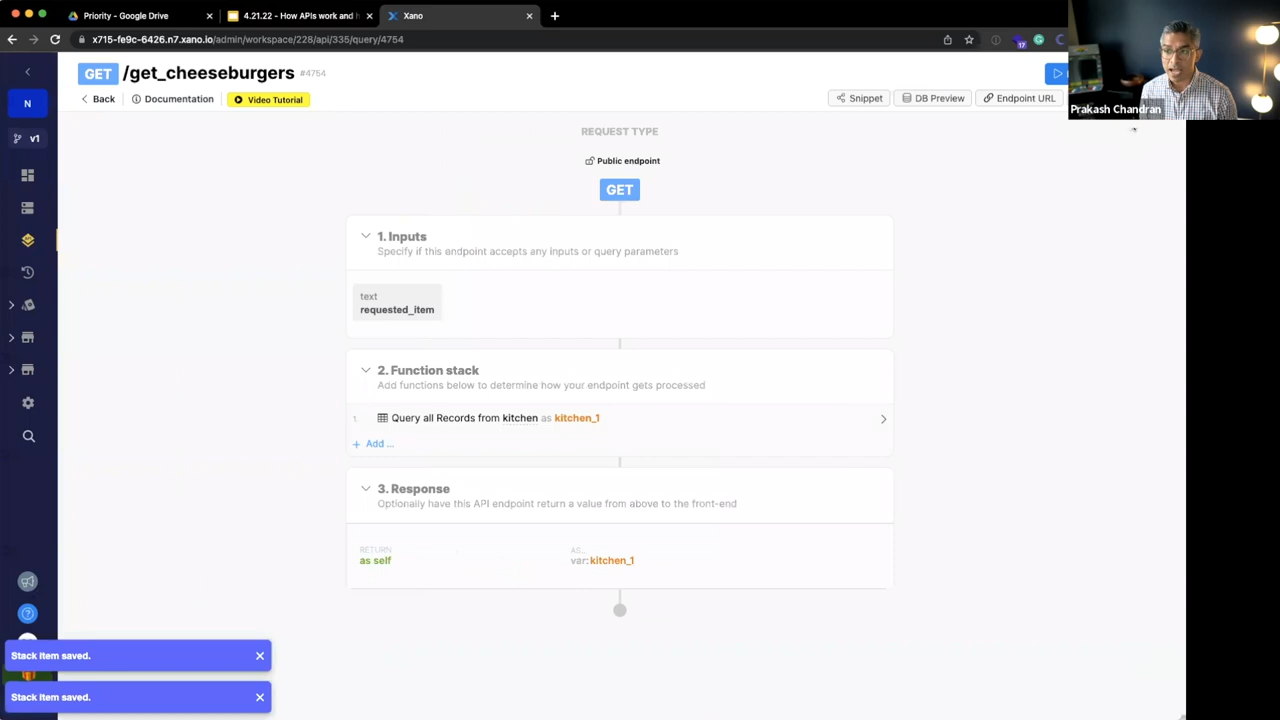 Priority - Google Drive
4.21.22 - How APIs work and h
Xano
x715-fe9c-6426.n7.xano.io/admin/workspace/228/api/335/query/4754
17
GET /get_cheeseburgers #4754
Back
Documentation
Video Tutorial
Snippet
DB Preview
Endpoint URL
Prakash Chandran
N
v1
REQUEST TYPE
Public endpoint
GET
1. Inputs
Specify if this endpoint accepts any inputs or query parameters
text
requested_item
2. Function stack
Add functions below to determine how your endpoint gets processed
1. Query all Records from kitchen as kitchen_1
+ Add ...
3. Response
Optionally have this API endpoint return a value from above to the front-end
RETURN AS...
as self var: kitchen_1
Stack Item saved.
Stack Item saved.